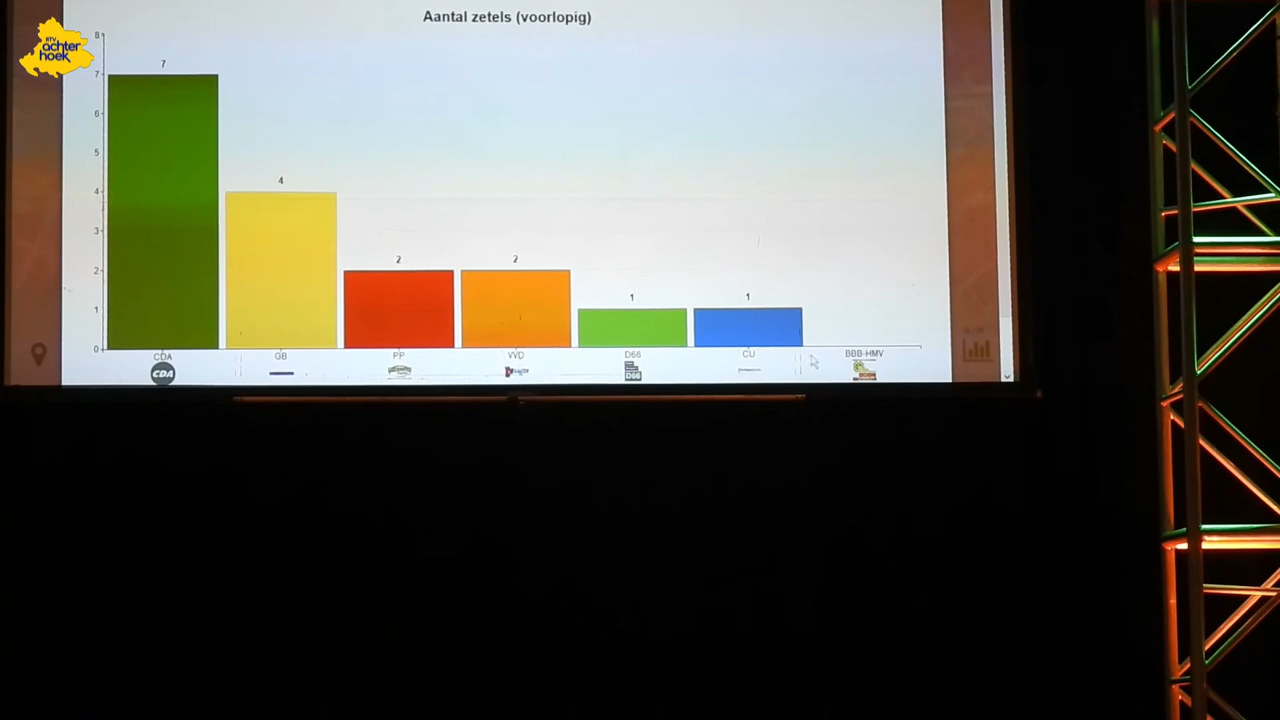 Aantal zetels (voorlopig)
RTV
achter
hoek
8
7
6
5
4
3
2
1
0
7
4
2
2
1
1
CDA
GB
PP
VVD
D66
CU
BBB-HMV
CDA
D66